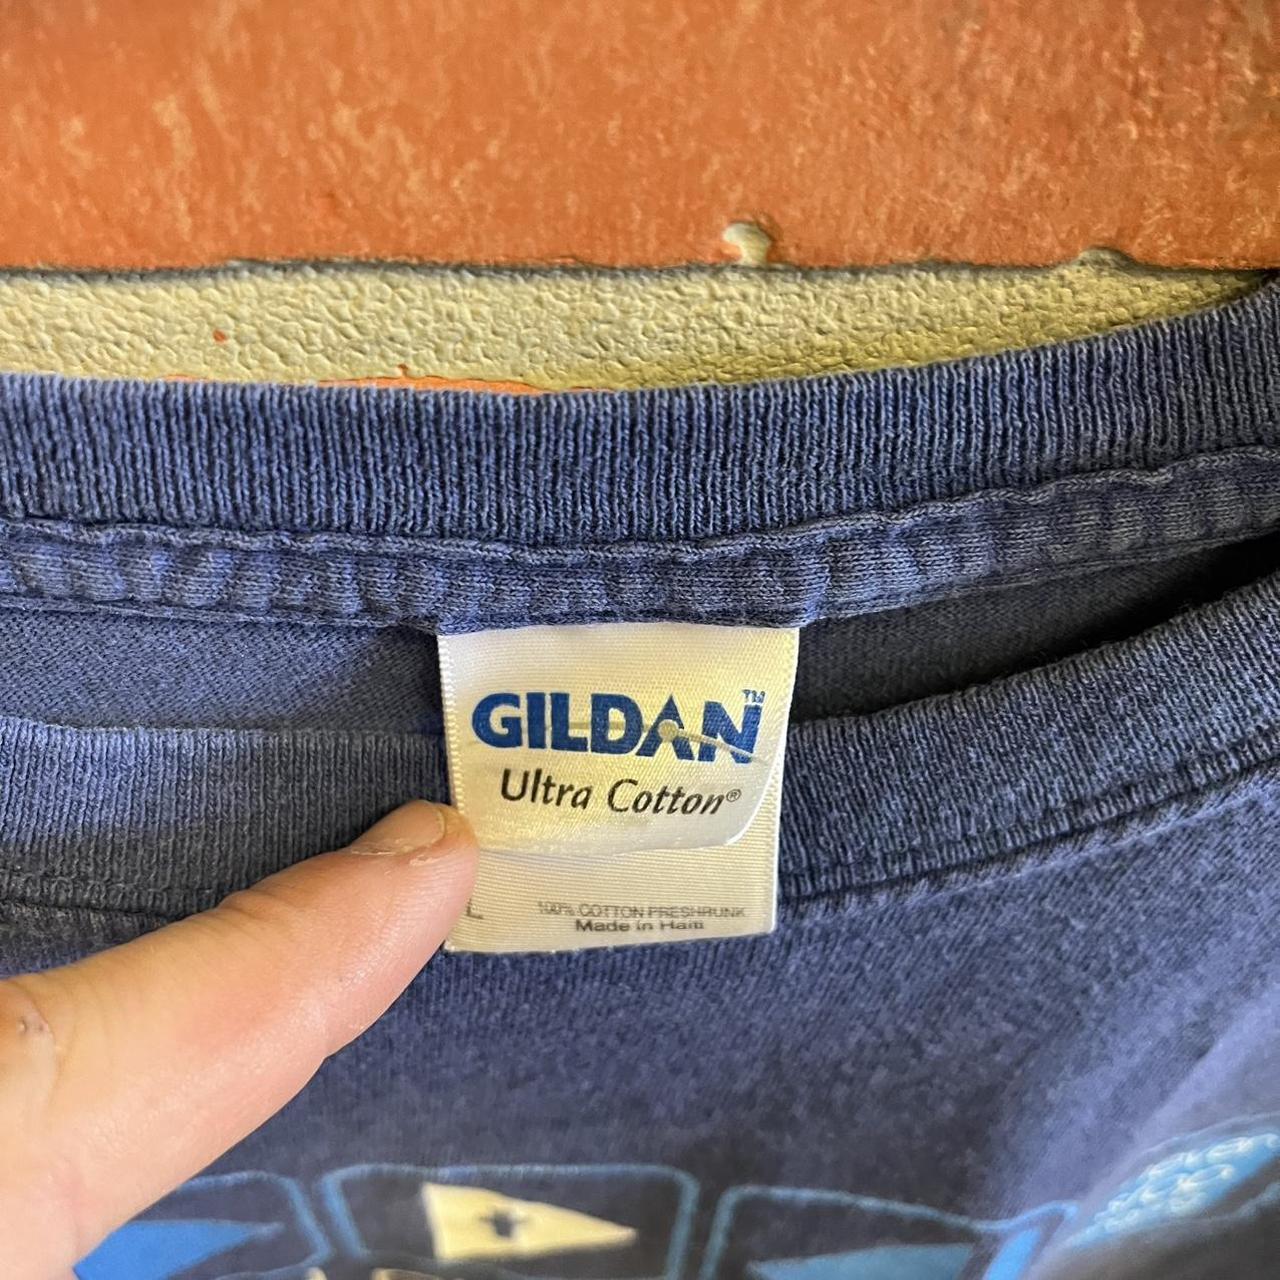 GILDAN™
Ultra Cotton®
L
100% COTTON PRESHRUNK
Made in Haiti